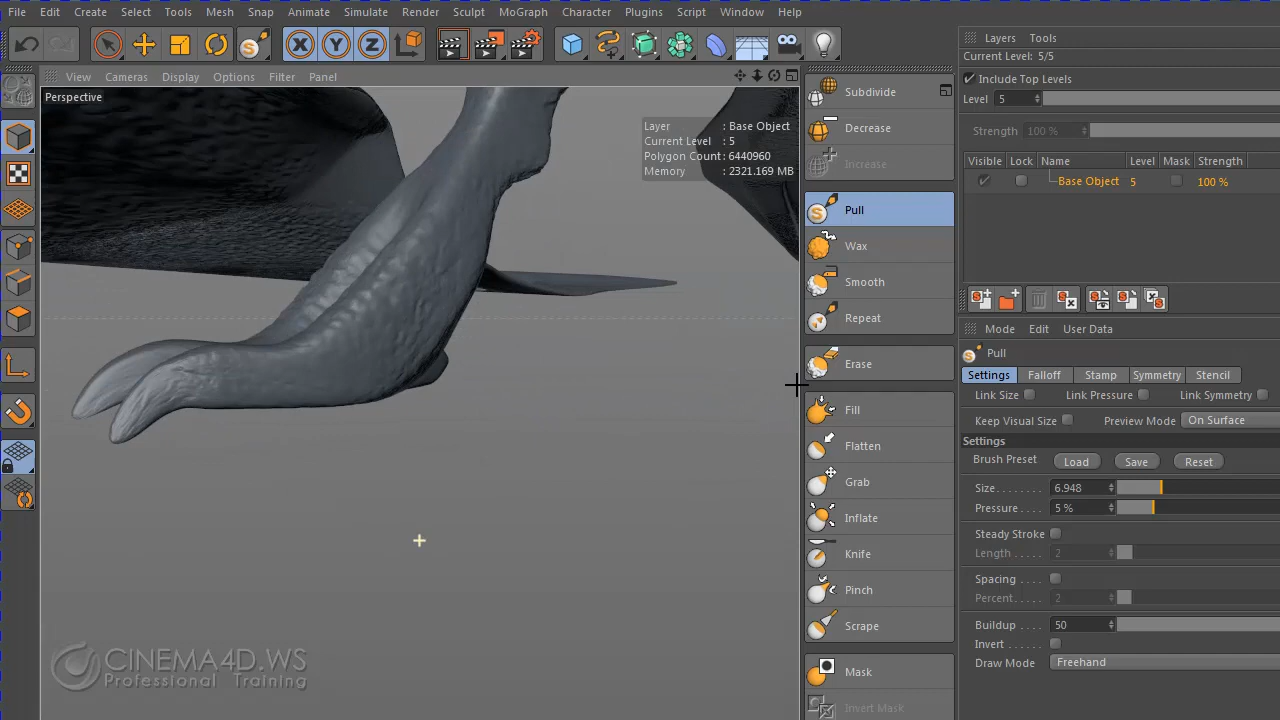 File Edit Create Select Tools Mesh Snap Animate Simulate Render Sculpt MoGraph Character Plugins Script Window Help
X Y Z
View Cameras Display Options Filter Panel
Perspective
Layer : Base Object
Current Level : 5
Polygon Count : 6440960
Memory : 2321.169 MB
CINEMA4D.WS
Professional Training
Subdivide
Decrease
Increase
Pull
Wax
Smooth
Repeat
Erase
Fill
Flatten
Grab
Inflate
Knife
Pinch
Scrape
Mask
Invert Mask
Layers Tools
Current Level: 5/5
Include Top Levels
Level 5
Strength 100 %
Visible Lock Name Level Mask Strength
Base Object 5 100 %
Mode Edit User Data
Pull
Settings Falloff Stamp Symmetry Stencil
Link Size Link Pressure Link Symmetry
Keep Visual Size Preview Mode On Surface
Settings
Brush Preset Load Save Reset
Size 6.948
Pressure 5 %
Steady Stroke
Length 2
Spacing
Percent 2
Buildup 50
Invert
Draw Mode Freehand